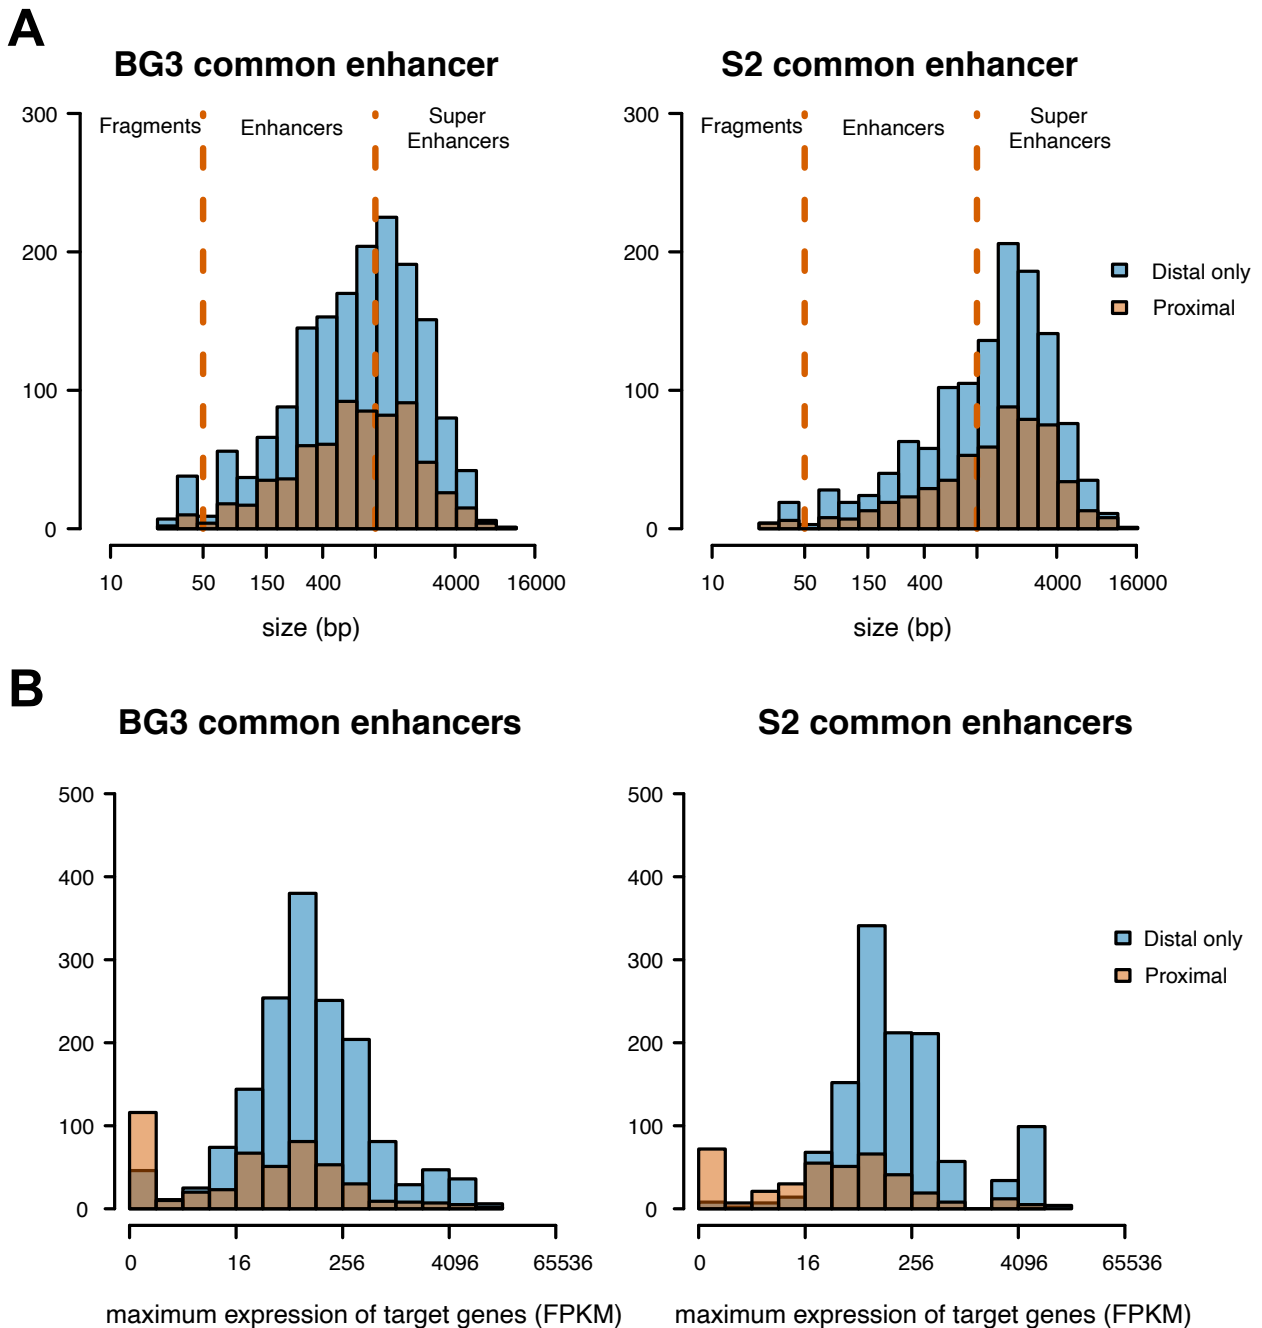 A
BG3 common enhancer
S2 common enhancer
300
200
100
0
Fragments
Enhancers
Super
Enhancers
10
50
150
400
4000
16000
size (bp)
300
200
100
0
Fragments
Enhancers
Super
Enhancers
10
50
150
400
4000
16000
size (bp)
Distal only
Proximal
B
BG3 common enhancers
S2 common enhancers
500
400
300
200
100
0
0
16
256
4096
65536
maximum expression of target genes (FPKM)
500
400
300
200
100
0
0
16
256
4096
65536
maximum expression of target genes (FPKM)
Distal only
Proximal